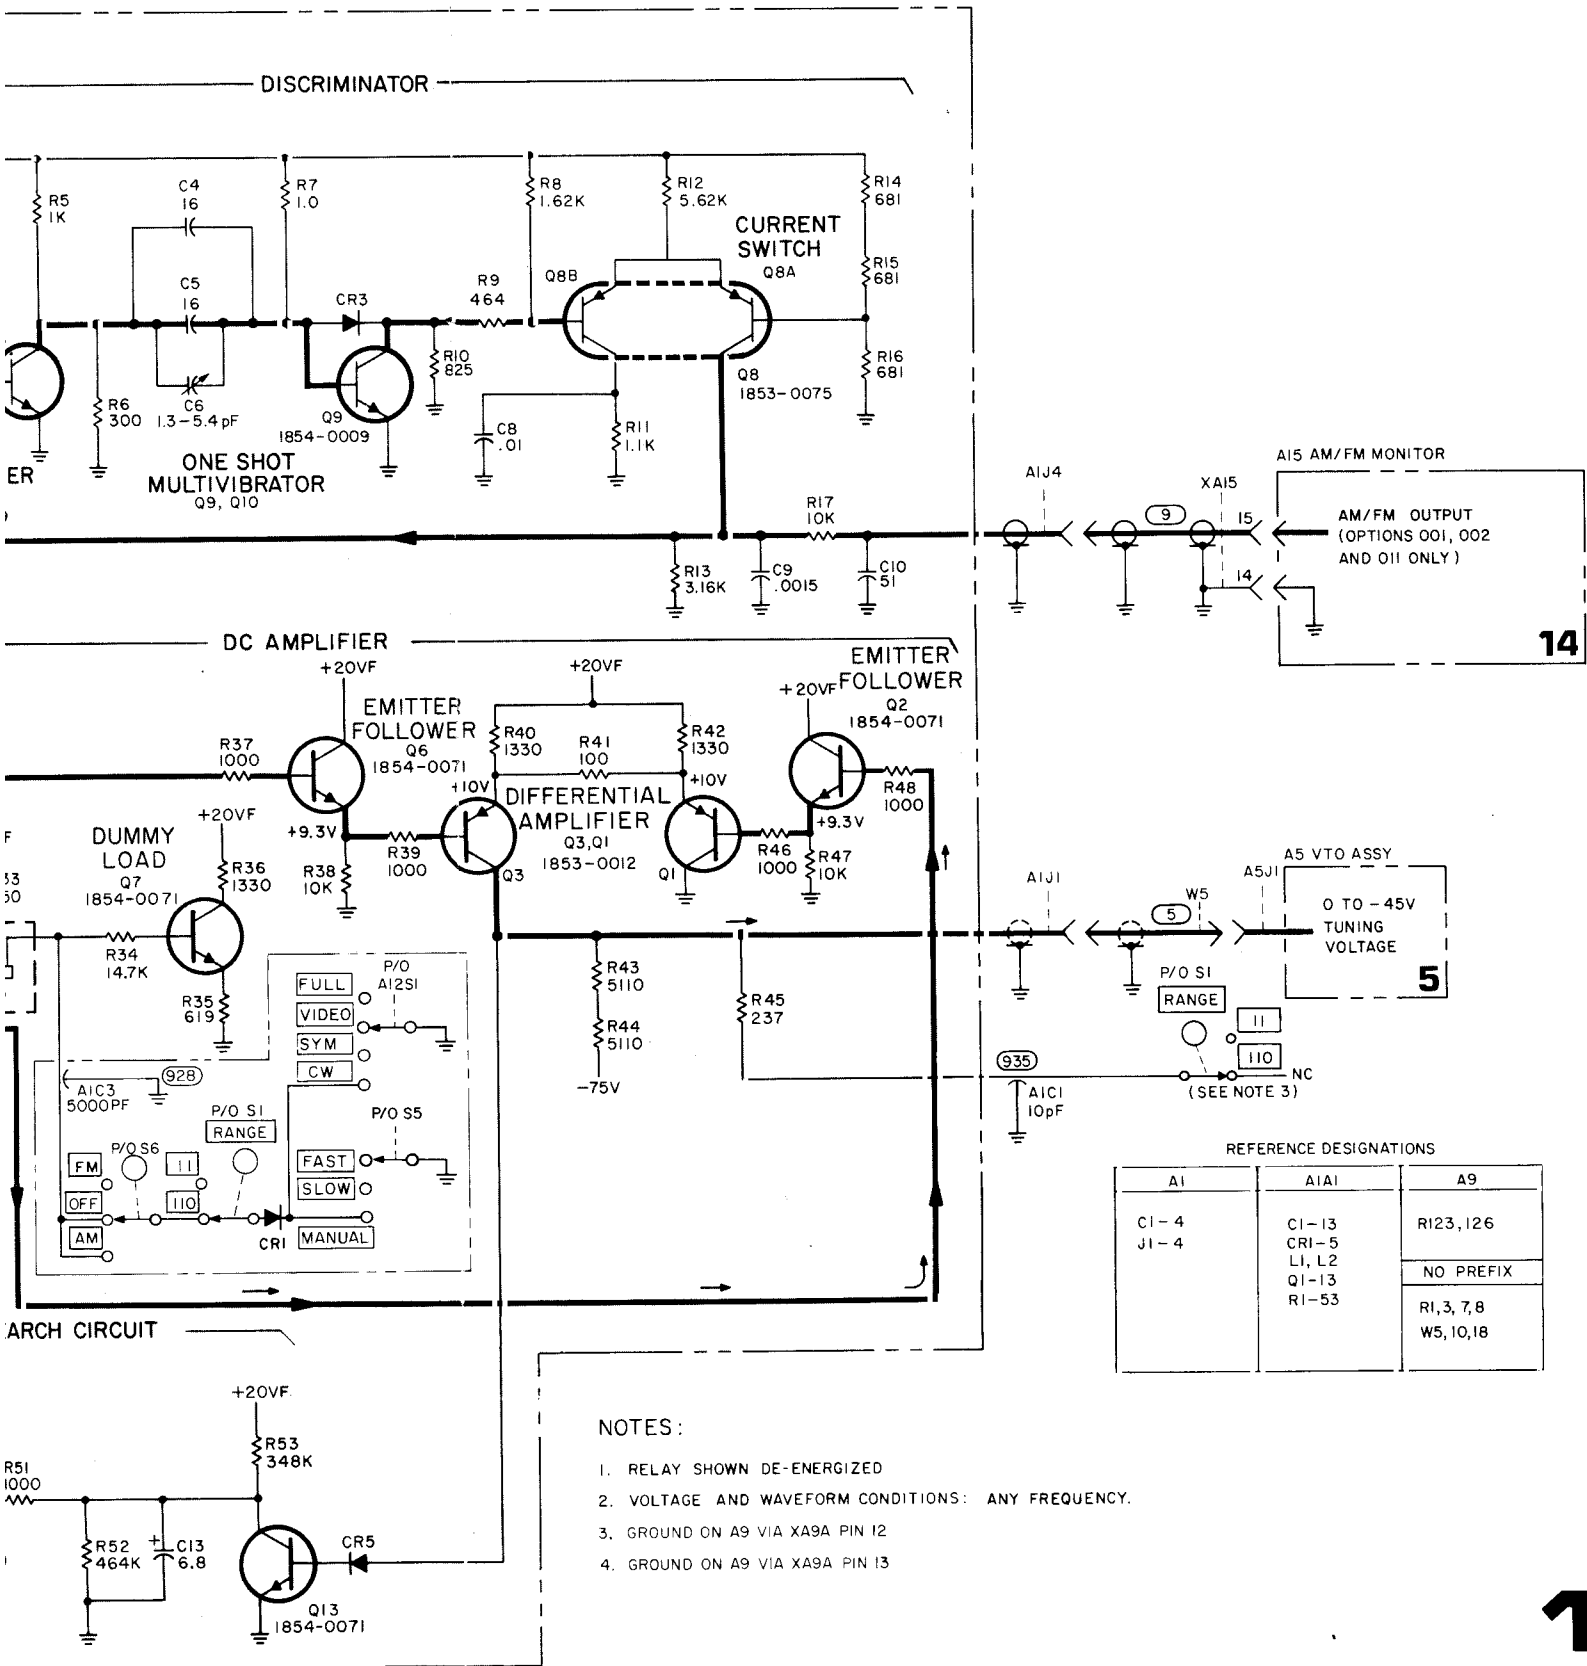 DISCRIMINATOR
R5
1K
C4
16
R7
1.0
R8
1.62K
R12
5.62K
R14
681
CURRENT
SWITCH
Q8A
Q8B
R15
681
C5
16
CR3
R9
464
R10
825
R16
681
Q8
1853-0075
R6
300
C6
1.3-5.4pF
Q9
1854-0009
C8
.01
R11
1.1K
ER
ONE SHOT
MULTIVIBRATOR
Q9, Q10
R17
10K
R13
3.16K
C9
.0015
C10
51
A1J4
9
XA15
15
14
A15 AM/FM MONITOR
AM/FM OUTPUT
(OPTIONS 001, 002
AND 011 ONLY)
14
DC AMPLIFIER
+20VF
EMITTER
FOLLOWER
Q6
1854-0071
+20VF
+20VF
EMITTER
FOLLOWER
Q2
1854-0071
R37
1000
R40
1330
R41
100
R42
1330
+10V
+10V
R48
1000
DIFFERENTIAL
AMPLIFIER
Q3,Q1
1853-0012
+9.3V
R39
1000
R38
10K
Q3
Q1
R46
1000
+9.3V
R47
10K
F
33
50
DUMMY
LOAD
Q7
1854-0071
+20VF
R36
1330
R34
14.7K
R35
619
A1J1
5
W5
A5J1
A5 VTO ASSY
0 TO -45V
TUNING
VOLTAGE
5
R43
5110
R44
5110
-75V
R45
237
935
A1C1
10pF
P/O S1
RANGE
11
110
NC
(SEE NOTE 3)
FULL
VIDEO
SYM
CW
P/O
A12S1
A1C3
5000PF
928
P/O S1
RANGE
P/O S5
FAST
SLOW
MANUAL
P/O S6
FM
OFF
AM
11
110
CR1
REFERENCE DESIGNATIONS
A1
A1A1
A9
C1-4
J1-4
C1-13
CR1-5
L1, L2
Q1-13
R1-53
R123,126
NO PREFIX
R1,3,7,8
W5,10,18
ARCH CIRCUIT
+20VF
R53
348K
R51
1000
R52
464K
+
C13
6.8
CR5
Q13
1854-0071
NOTES:
1. RELAY SHOWN DE-ENERGIZED
2. VOLTAGE AND WAVEFORM CONDITIONS: ANY FREQUENCY.
3. GROUND ON A9 VIA XA9A PIN 12
4. GROUND ON A9 VIA XA9A PIN 13
1